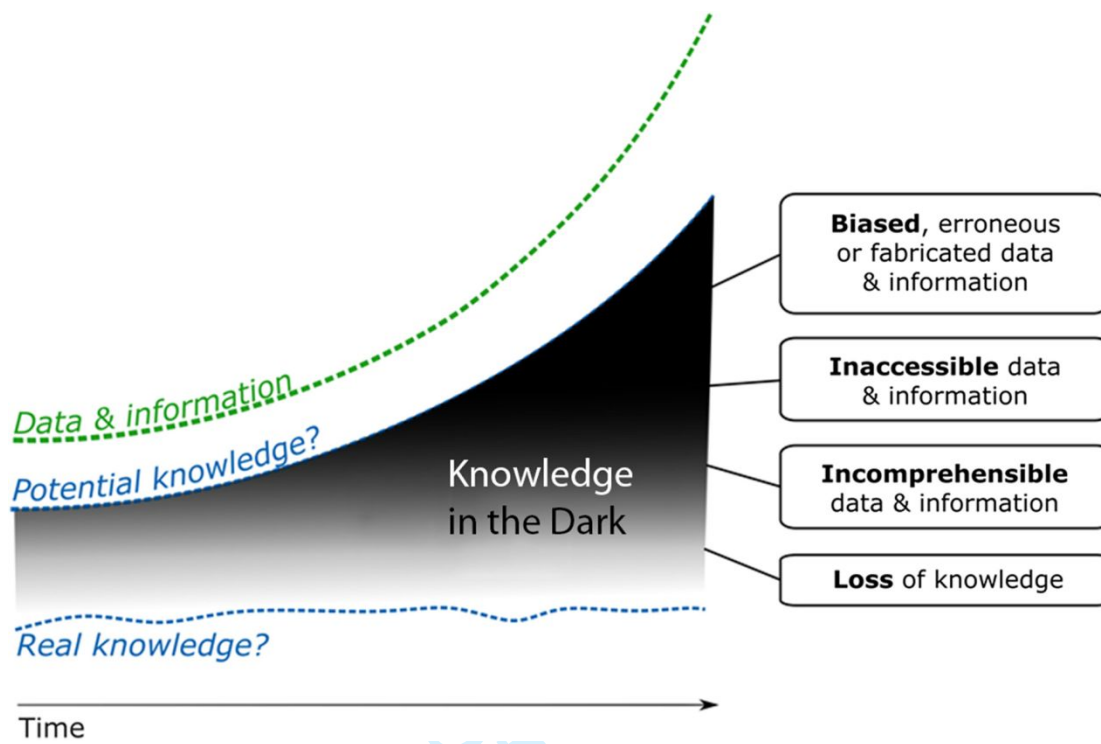 Data & information
Potential knowledge?
Knowledge
in the Dark
Real knowledge?
Time
Biased, erroneous
or fabricated data
& information
Inaccessible data
& information
Incomprehensible
data & information
Loss of knowledge